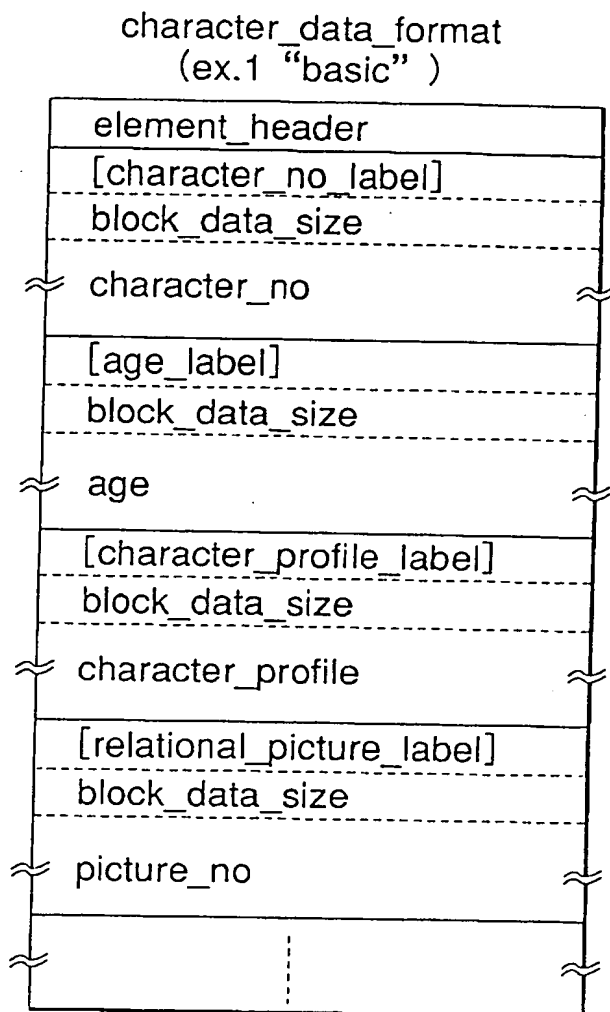 character_data_format
(ex.1 “basic” )
element_header
[character_no_label]
block_data_size
character_no
[age_label]
block_data_size
age
[character_profile_label]
block_data_size
character_profile
[relational_picture_label]
block_data_size
picture_no